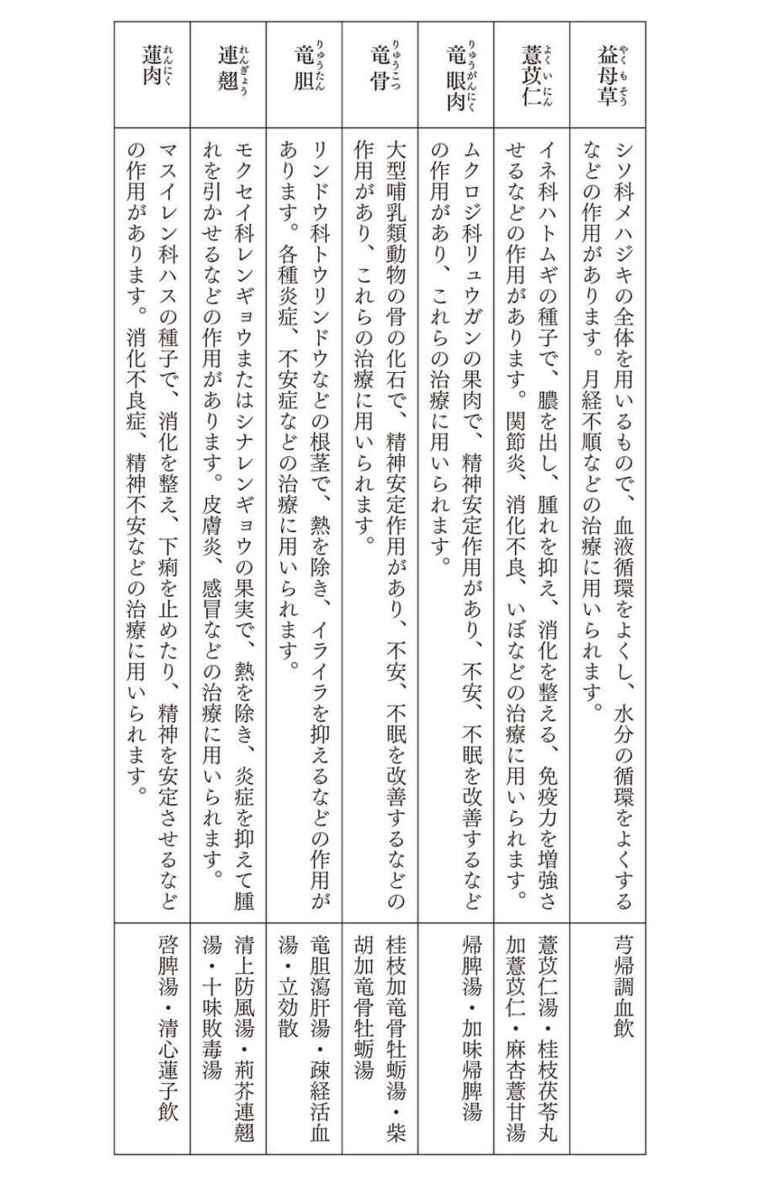 益母草
やくもそう
シソ科メハジキの全体を用いるもので、血液循環をよくし、水分の循環をよくする
などの作用があります。月経不順などの治療に用いられます。
芎帰調血飲
薏苡仁
よくいにん
イネ科ハトムギの種子で、膿を出し、腫れを抑え、消化を整える、免疫力を増強さ
せるなどの作用があります。関節炎、消化不良、いぼなどの治療に用いられます。
薏苡仁湯・桂枝茯苓丸
加薏苡仁・麻杏薏甘湯
竜眼肉
りゅうがんにく
ムクロジ科リュウガンの果肉で、精神安定作用があり、不安、不眠を改善するなど
の作用があり、これらの治療に用いられます。
帰脾湯・加味帰脾湯
竜骨
りゅうこつ
大型哺乳類動物の骨の化石で、精神安定作用があり、不安、不眠を改善するなどの
作用があり、これらの治療に用いられます。
桂枝加竜骨牡蛎湯・柴
胡加竜骨牡蛎湯
竜胆
りゅうたん
リンドウ科トウリンドウなどの根茎で、熱を除き、イライラを抑えるなどの作用が
あります。各種炎症、不安症などの治療に用いられます。
竜胆瀉肝湯・疎経活血
湯・立効散
連翹
れんぎょう
モクセイ科レンギョウまたはシナレンギョウの果実で、熱を除き、炎症を抑えて腫
れを引かせるなどの作用があります。皮膚炎、感冒などの治療に用いられます。
清上防風湯・荊芥連翹
湯・十味敗毒湯
蓮肉
れんにく
マスイレン科ハスの種子で、消化を整え、下痢を止めたり、精神を安定させるなど
の作用があります。消化不良症、精神不安などの治療に用いられます。
啓脾湯・清心蓮子飲